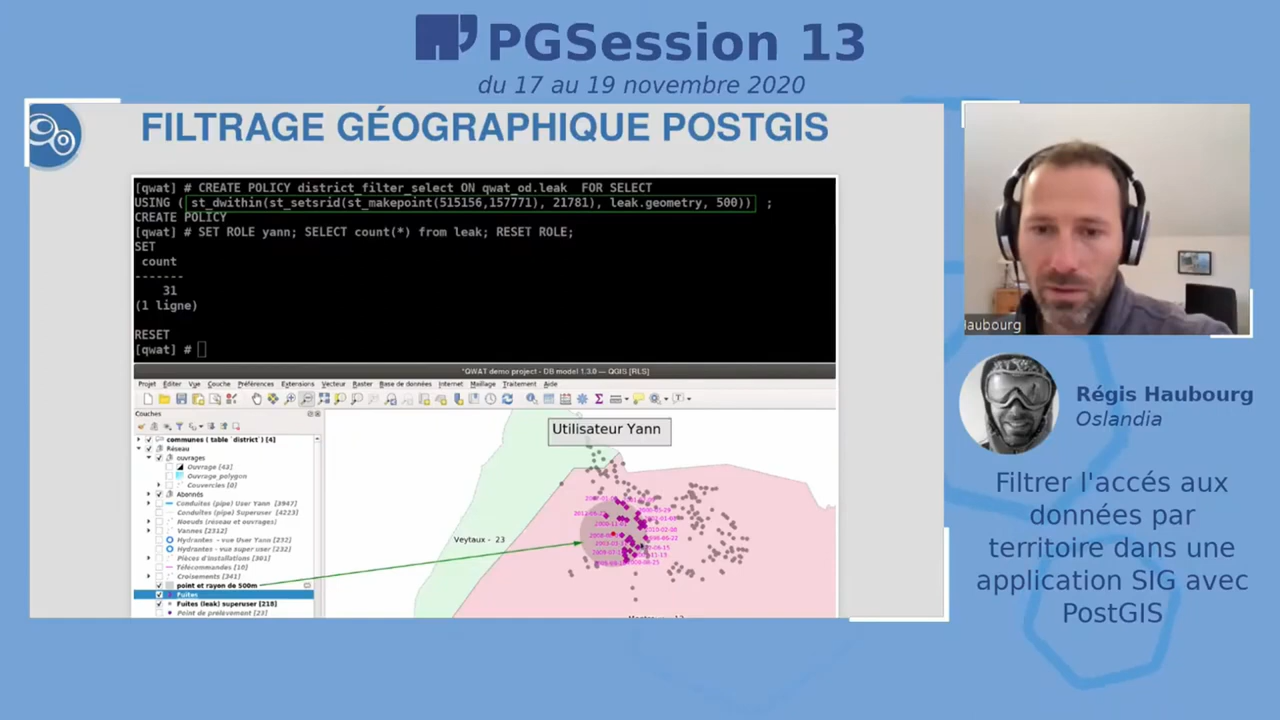 PGSession 13
du 17 au 19 novembre 2020
FILTRAGE GÉOGRAPHIQUE POSTGIS
[qwat] # CREATE POLICY district_filter_select ON qwat_od.leak FOR SELECT
USING ( st_dwithin(st_setsrid(st_makepoint(515156,157771), 21781), leak.geometry, 500)) ;
CREATE POLICY
[qwat] # SET ROLE yann; SELECT count(*) from leak; RESET ROLE;
SET
count
-------
31
(1 ligne)
RESET
[qwat] #
*QWAT demo project - DB model 1.3.0 — QGIS [RLS]
Projet Éditer Vue Couche Préférences Extensions Vecteur Raster Base de données Internet Maillage Traitement Aide
Couches
communes ( table `district`) [4]
Réseau
ouvrages
Ouvrage [43]
Ouvrage polygon
Couvercles [0]
Abonnés
Conduites (pipe) User Yann [3947]
Conduites (pipe) Superuser [4223]
Noeuds (réseau et ouvrages)
Vannes [2312]
Hydrantes - vue User Yann [232]
Hydrantes - vue super user [232]
Pièces d'installations [301]
Télécommandes [10]
Croisements [341]
point et rayon de 500m
Fuites
Fuites (leak) superuser [218]
Point de prelevement [23]
Utilisateur Yann
Veytaux - 23
Haubourg
Régis Haubourg
Oslandia
Filtrer l'accés aux
données par
territoire dans une
application SIG avec
PostGIS